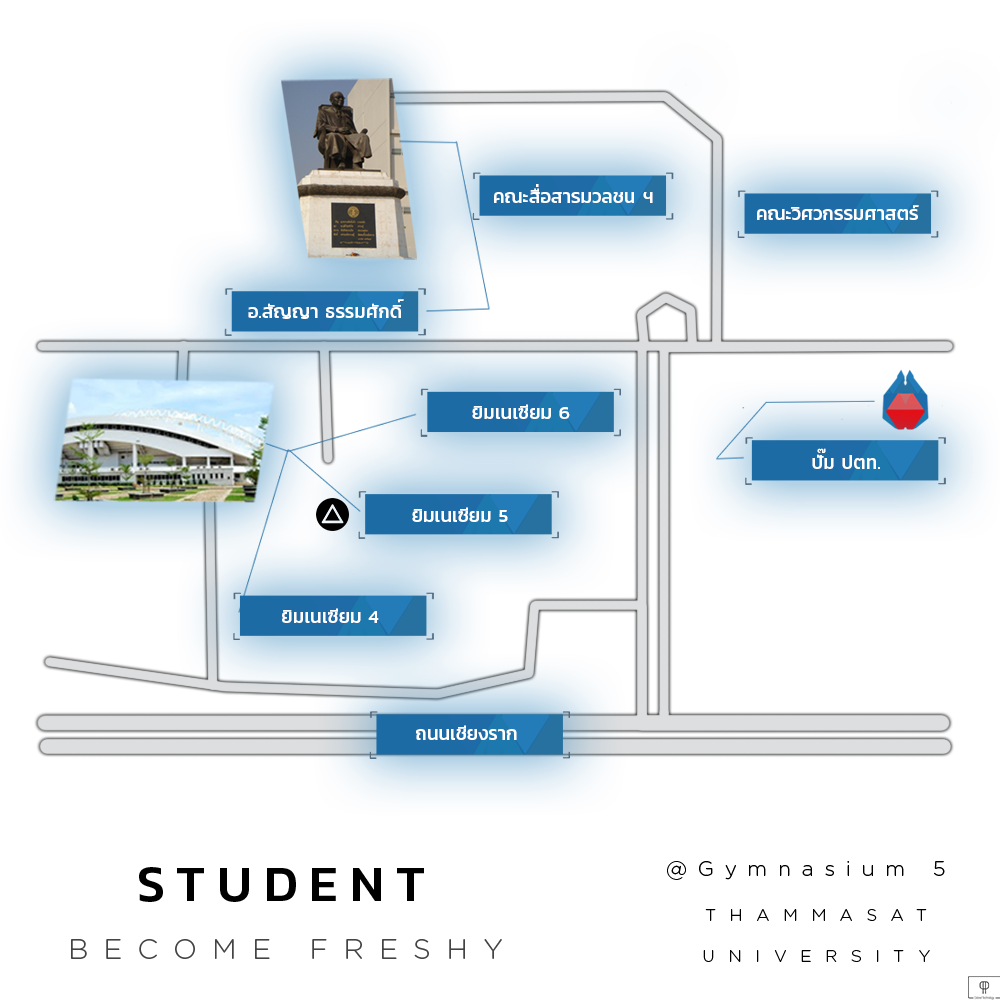 คณะสื่อสารมวลชน ฯ
คณะวิศวกรรมศาสตร์
อ.สัญญา ธรรมศักดิ์
ยิมเนเซียม 6
ปั๊ม ปตท.
ยิมเนเซียม 5
ยิมเนเซียม 4
ถนนเชียงราก
STUDENT
BECOME FRESHY
@Gymnasium 5
THAMMASAT
UNIVERSITY